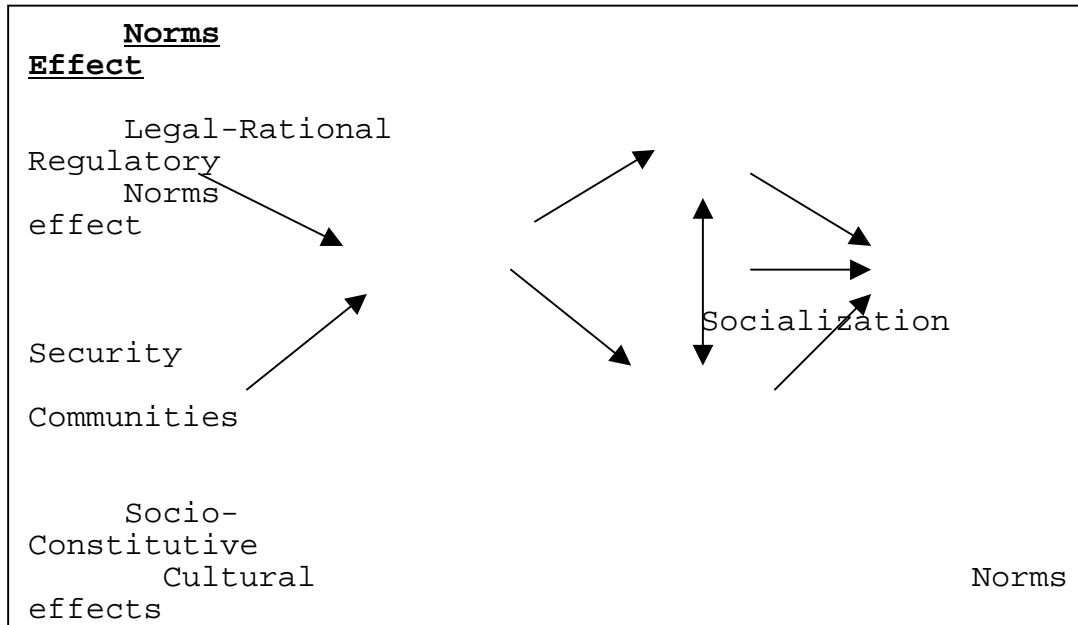 Norms
Effect
Legal-Rational
Regulatory
Norms
effect
Socialization
Security
Communities
Socio-
Constitutive
Cultural Norms
effects